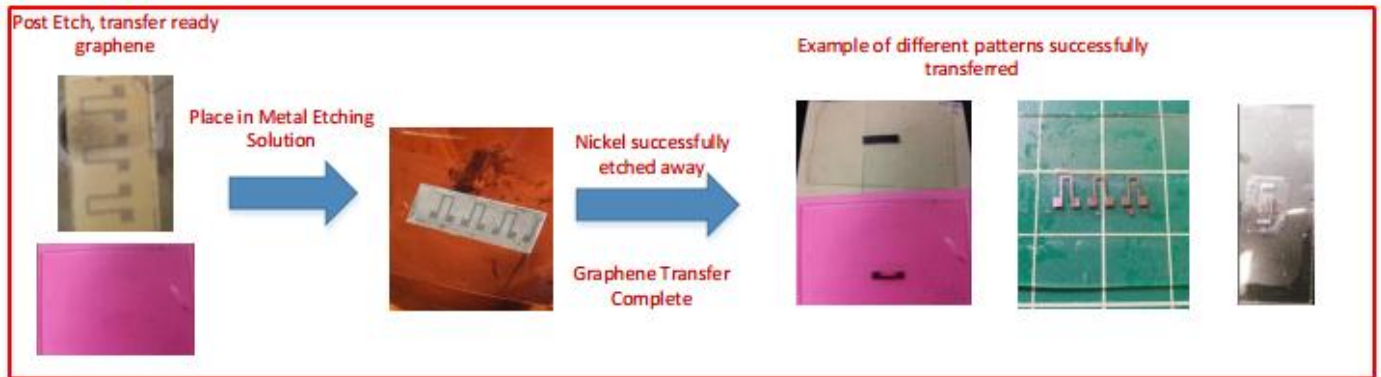 Post Etch, transfer ready
graphene
Place in Metal Etching
Solution
Nickel successfully
etched away
Graphene Transfer
Complete
Example of different patterns successfully
transferred